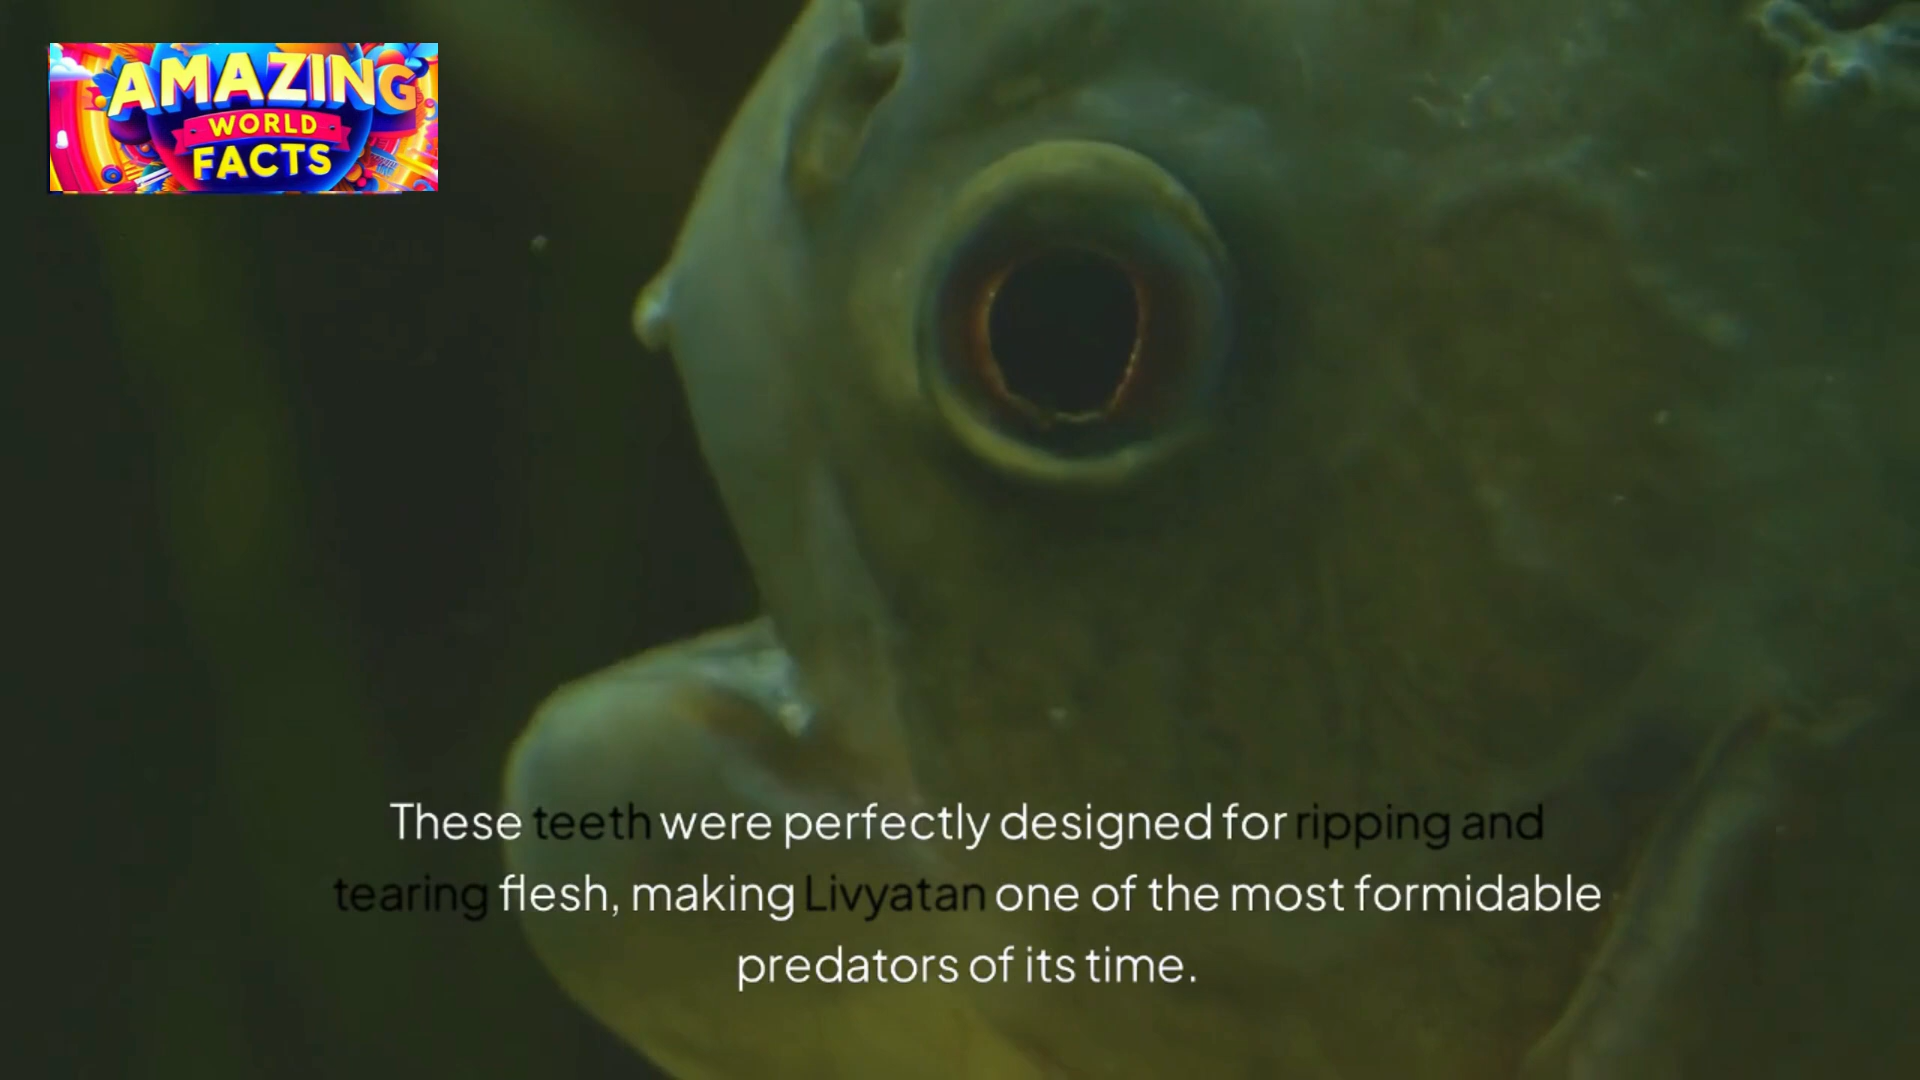 AMAZING
WORLD
FACTS
These teeth were perfectly designed for ripping and
tearing flesh, making Livyatan one of the most formidable
predators of its time.